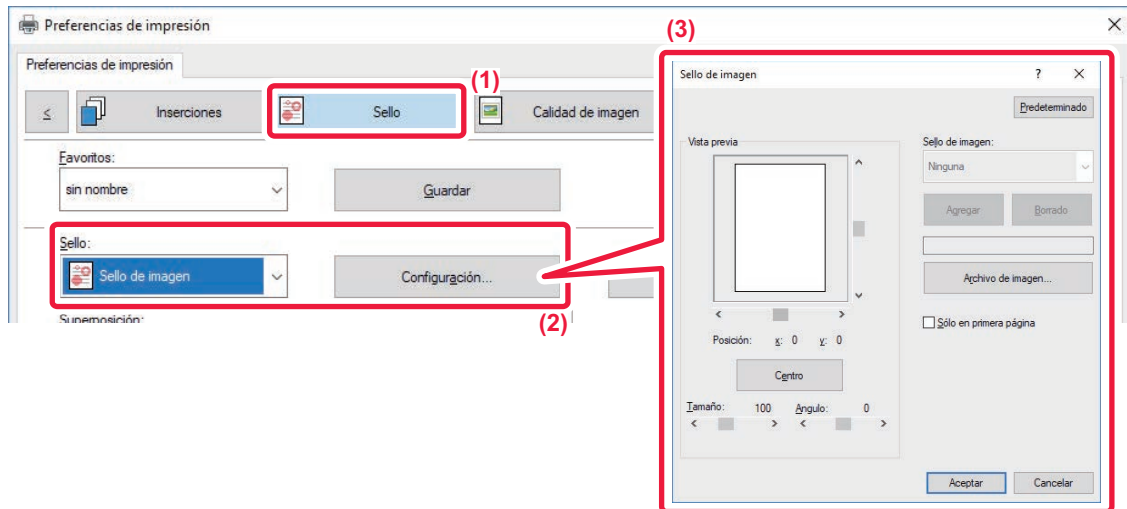 Preferencias de impresión
Preferencias de impresión
(1)
≤ Inserciones Sello Calidad de imagen
Favoritos:
sin nombre Guardar
Sello:
Sello de imagen Configuración...
(2)
Superposición:
(3)
Sello de imagen ?
Predeterminado
Vista previa
Sello de imagen:
Ninguna
Agregar Borrado
Archivo de imagen...
Sólo en primera página
Posición: x: 0 y: 0
Centro
Tamaño: 100 Angulo: 0
Aceptar Cancelar